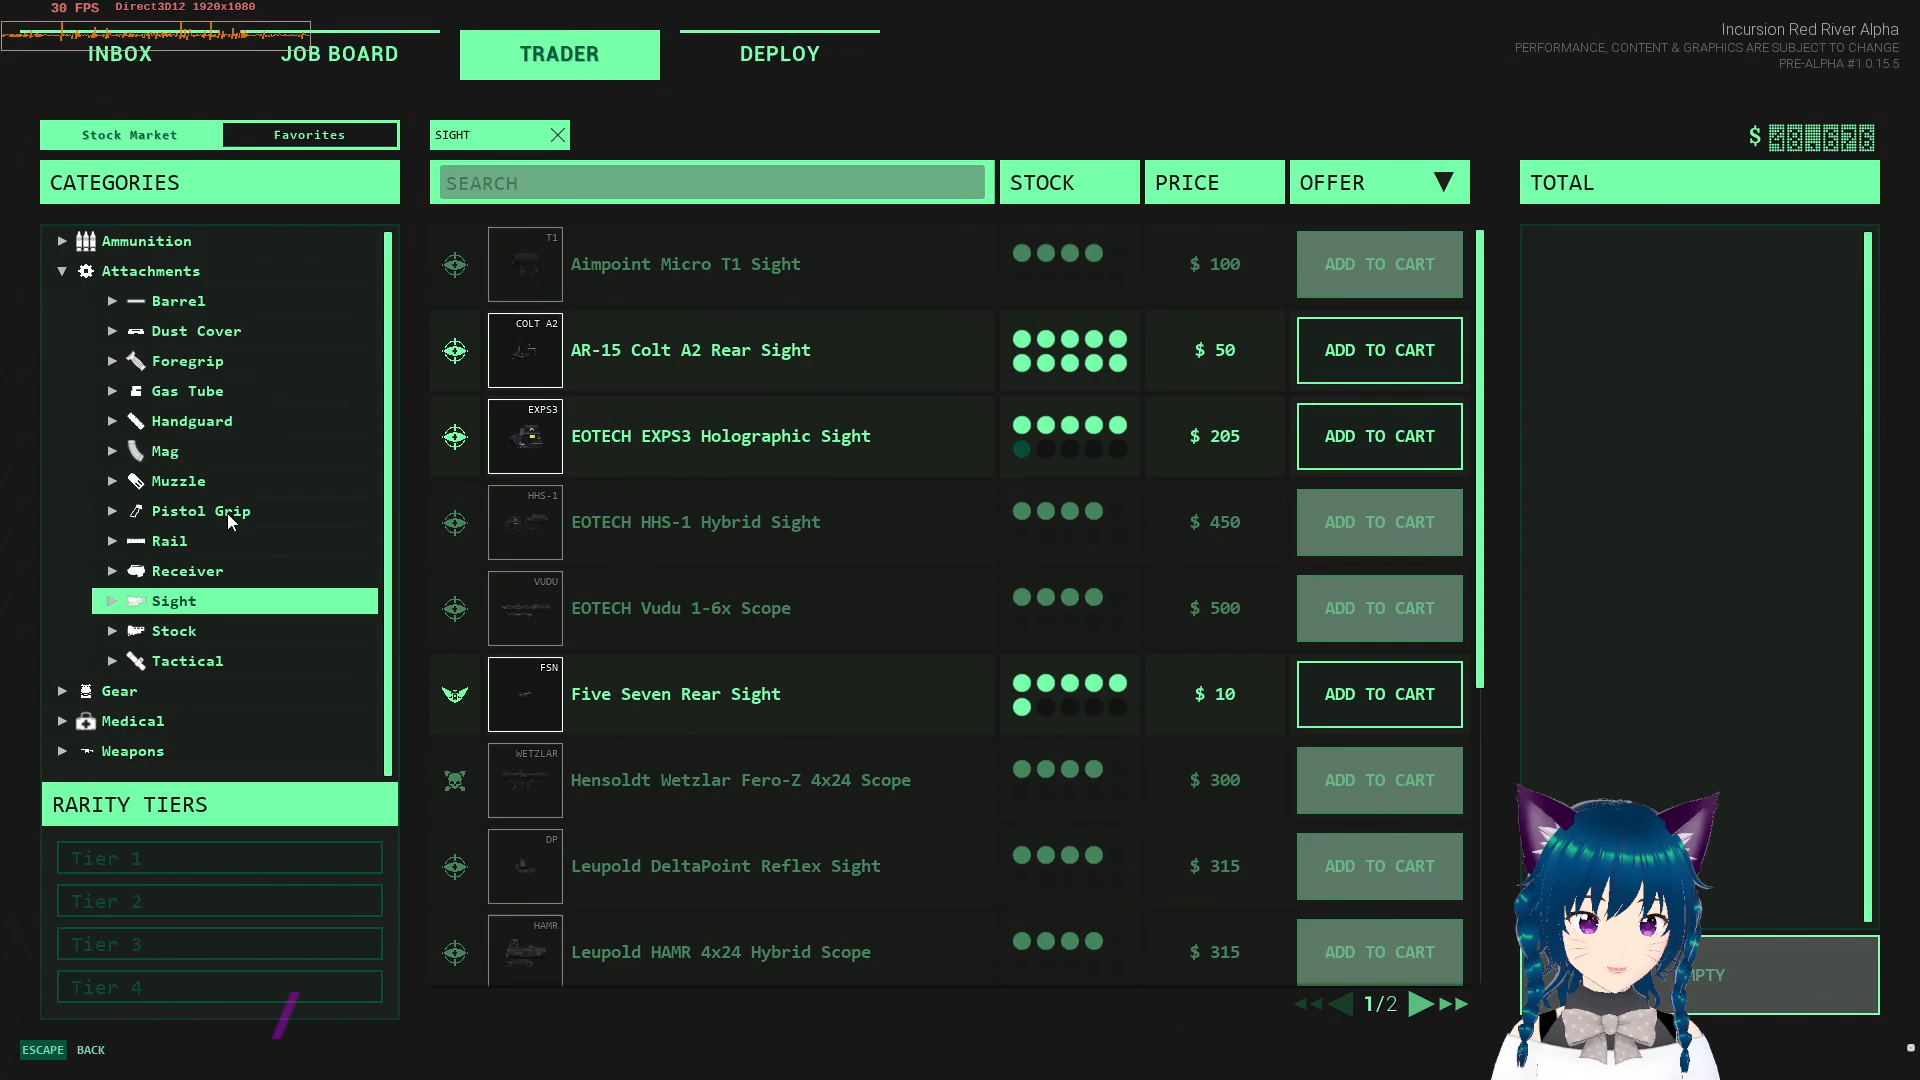 30 FPS Direct3D12 1920x1080
INBOX
JOB BOARD
TRADER
DEPLOY
Incursion Red River Alpha
PERFORMANCE, CONTENT & GRAPHICS ARE SUBJECT TO CHANGE
PRE-ALPHA #1.0.15.5
Stock Market
Favorites
SIGHT
$
CATEGORIES
SEARCH
STOCK
PRICE
OFFER
TOTAL
Ammunition
Attachments
Barrel
Dust Cover
Foregrip
Gas Tube
Handguard
Mag
Muzzle
Pistol Grip
Rail
Receiver
Sight
Stock
Tactical
Gear
Medical
Weapons
RARITY TIERS
Tier 1
Tier 2
Tier 3
Tier 4
T1
Aimpoint Micro T1 Sight $ 100 ADD TO CART
COLT A2
AR-15 Colt A2 Rear Sight $ 50 ADD TO CART
EXPS3
EOTECH EXPS3 Holographic Sight $ 205 ADD TO CART
HHS-1
EOTECH HHS-1 Hybrid Sight $ 450 ADD TO CART
VUDU
EOTECH Vudu 1-6x Scope $ 500 ADD TO CART
FSN
Five Seven Rear Sight $ 10 ADD TO CART
WETZLAR
Hensoldt Wetzlar Fero-Z 4x24 Scope $ 300 ADD TO CART
DP
Leupold DeltaPoint Reflex Sight $ 315 ADD TO CART
HAMR
Leupold HAMR 4x24 Hybrid Scope $ 315 ADD TO CART
1/2
ESCAPE BACK